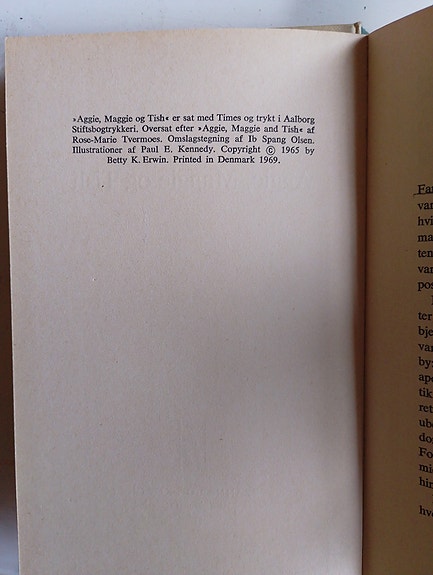 »Aggie, Maggie og Tish« er sat med Times og trykt i Aalborg
Stiftsbogtrykkeri. Oversat efter »Aggie, Maggie and Tish« af
Rose-Marie Tvermoes. Omslagstegning af Ib Spang Olsen.
Illustrationer af Paul E. Kennedy. Copyright © 1965 by
Betty K. Erwin. Printed in Denmark 1969.